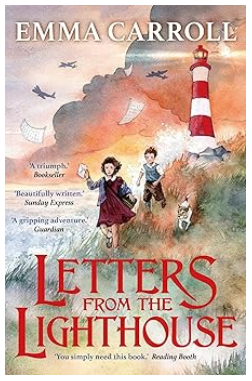 EMMA CARROLL
'A triumph.'
Bookseller
'Beautifully written.'
Sunday Express
'A gripping adventure.'
Guardian
LETTERS
FROM THE
LIGHTHOUSE
'You simply need this book.' Reading Booth